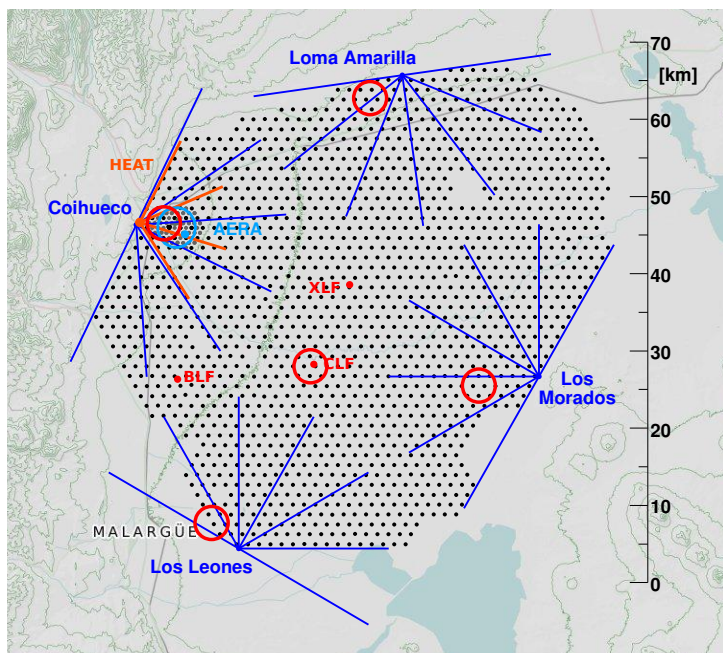 Loma Amarilla
70
[km]
60
HEAT
50
Coihueco
AERA
40
XLF
30
CLF
BLF
Los
Morados
20
10
MALARGÜE
Los Leones
0